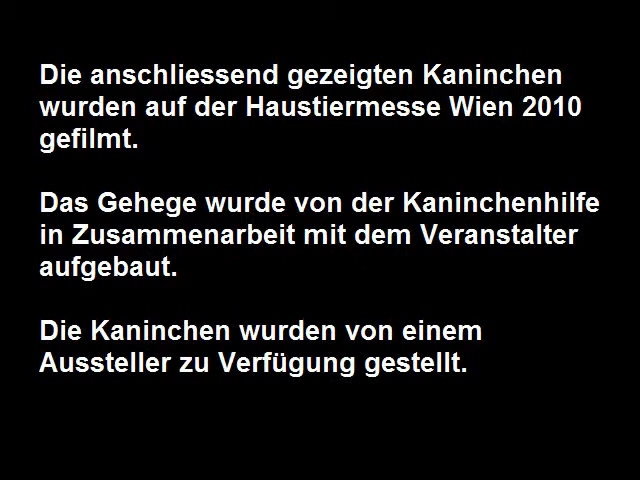 Die anschliessend gezeigten Kaninchen
wurden auf der Haustiermesse Wien 2010
gefilmt.
Das Gehege wurde von der Kaninchenhilfe
in Zusammenarbeit mit dem Veranstalter
aufgebaut.
Die Kaninchen wurden von einem
Aussteller zu Verfügung gestellt.